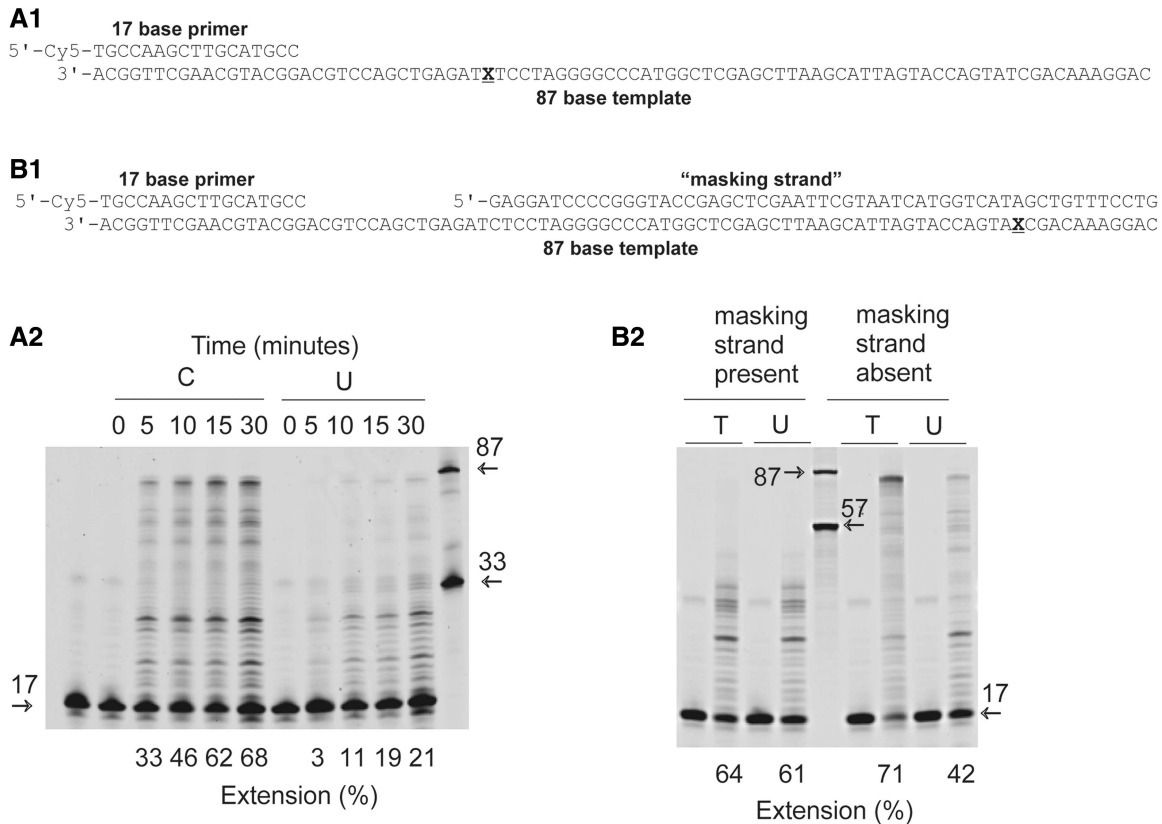 A1
17 base primer
5'-Cy5-TGCCAAGCTTGCATGCC
3'-ACGGTTCGAACGTACGGACGTCCAGCTGAGATXTCCTAGGGGCCCATGGCTCGAGCTTAAGCATTAGTACCAGTATCGACAAAGGAC
87 base template
B1
17 base primer “masking strand”
5'-Cy5-TGCCAAGCTTGCATGCC 5'-GAGGATCCCCGGGTACCGAGCTCGAATTCGTAATCATGGTCATAGCTGTTTCCTG
3'-ACGGTTCGAACGTACGGACGTCCAGCTGAGATCTCCTAGGGGCCCATGGCTCGAGCTTAAGCATTAGTACCAGTAXCGACAAAGGAC
87 base template
A2
Time (minutes)
C U
0 5 10 15 30 0 5 10 15 30
87
33
17
33 46 62 68 3 11 19 21
Extension (%)
B2
masking strand present
masking strand absent
T U T U
87
57
17
64 61 71 42
Extension (%)